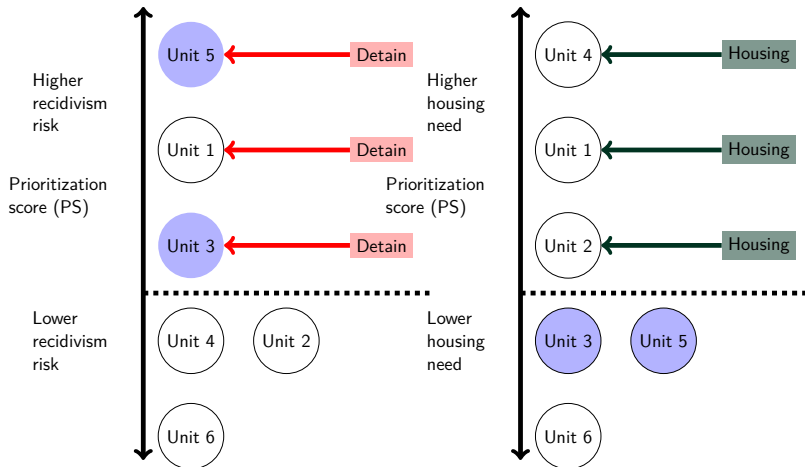 Unit 5
Detain
Higher
recidivism
risk
Unit 1
Detain
Prioritization
score (PS)
Unit 3
Detain
Lower
recidivism
risk
Unit 4
Unit 2
Unit 6
Unit 4
Housing
Higher
housing
need
Unit 1
Housing
Prioritization
score (PS)
Unit 2
Housing
Lower
housing
need
Unit 3
Unit 5
Unit 6